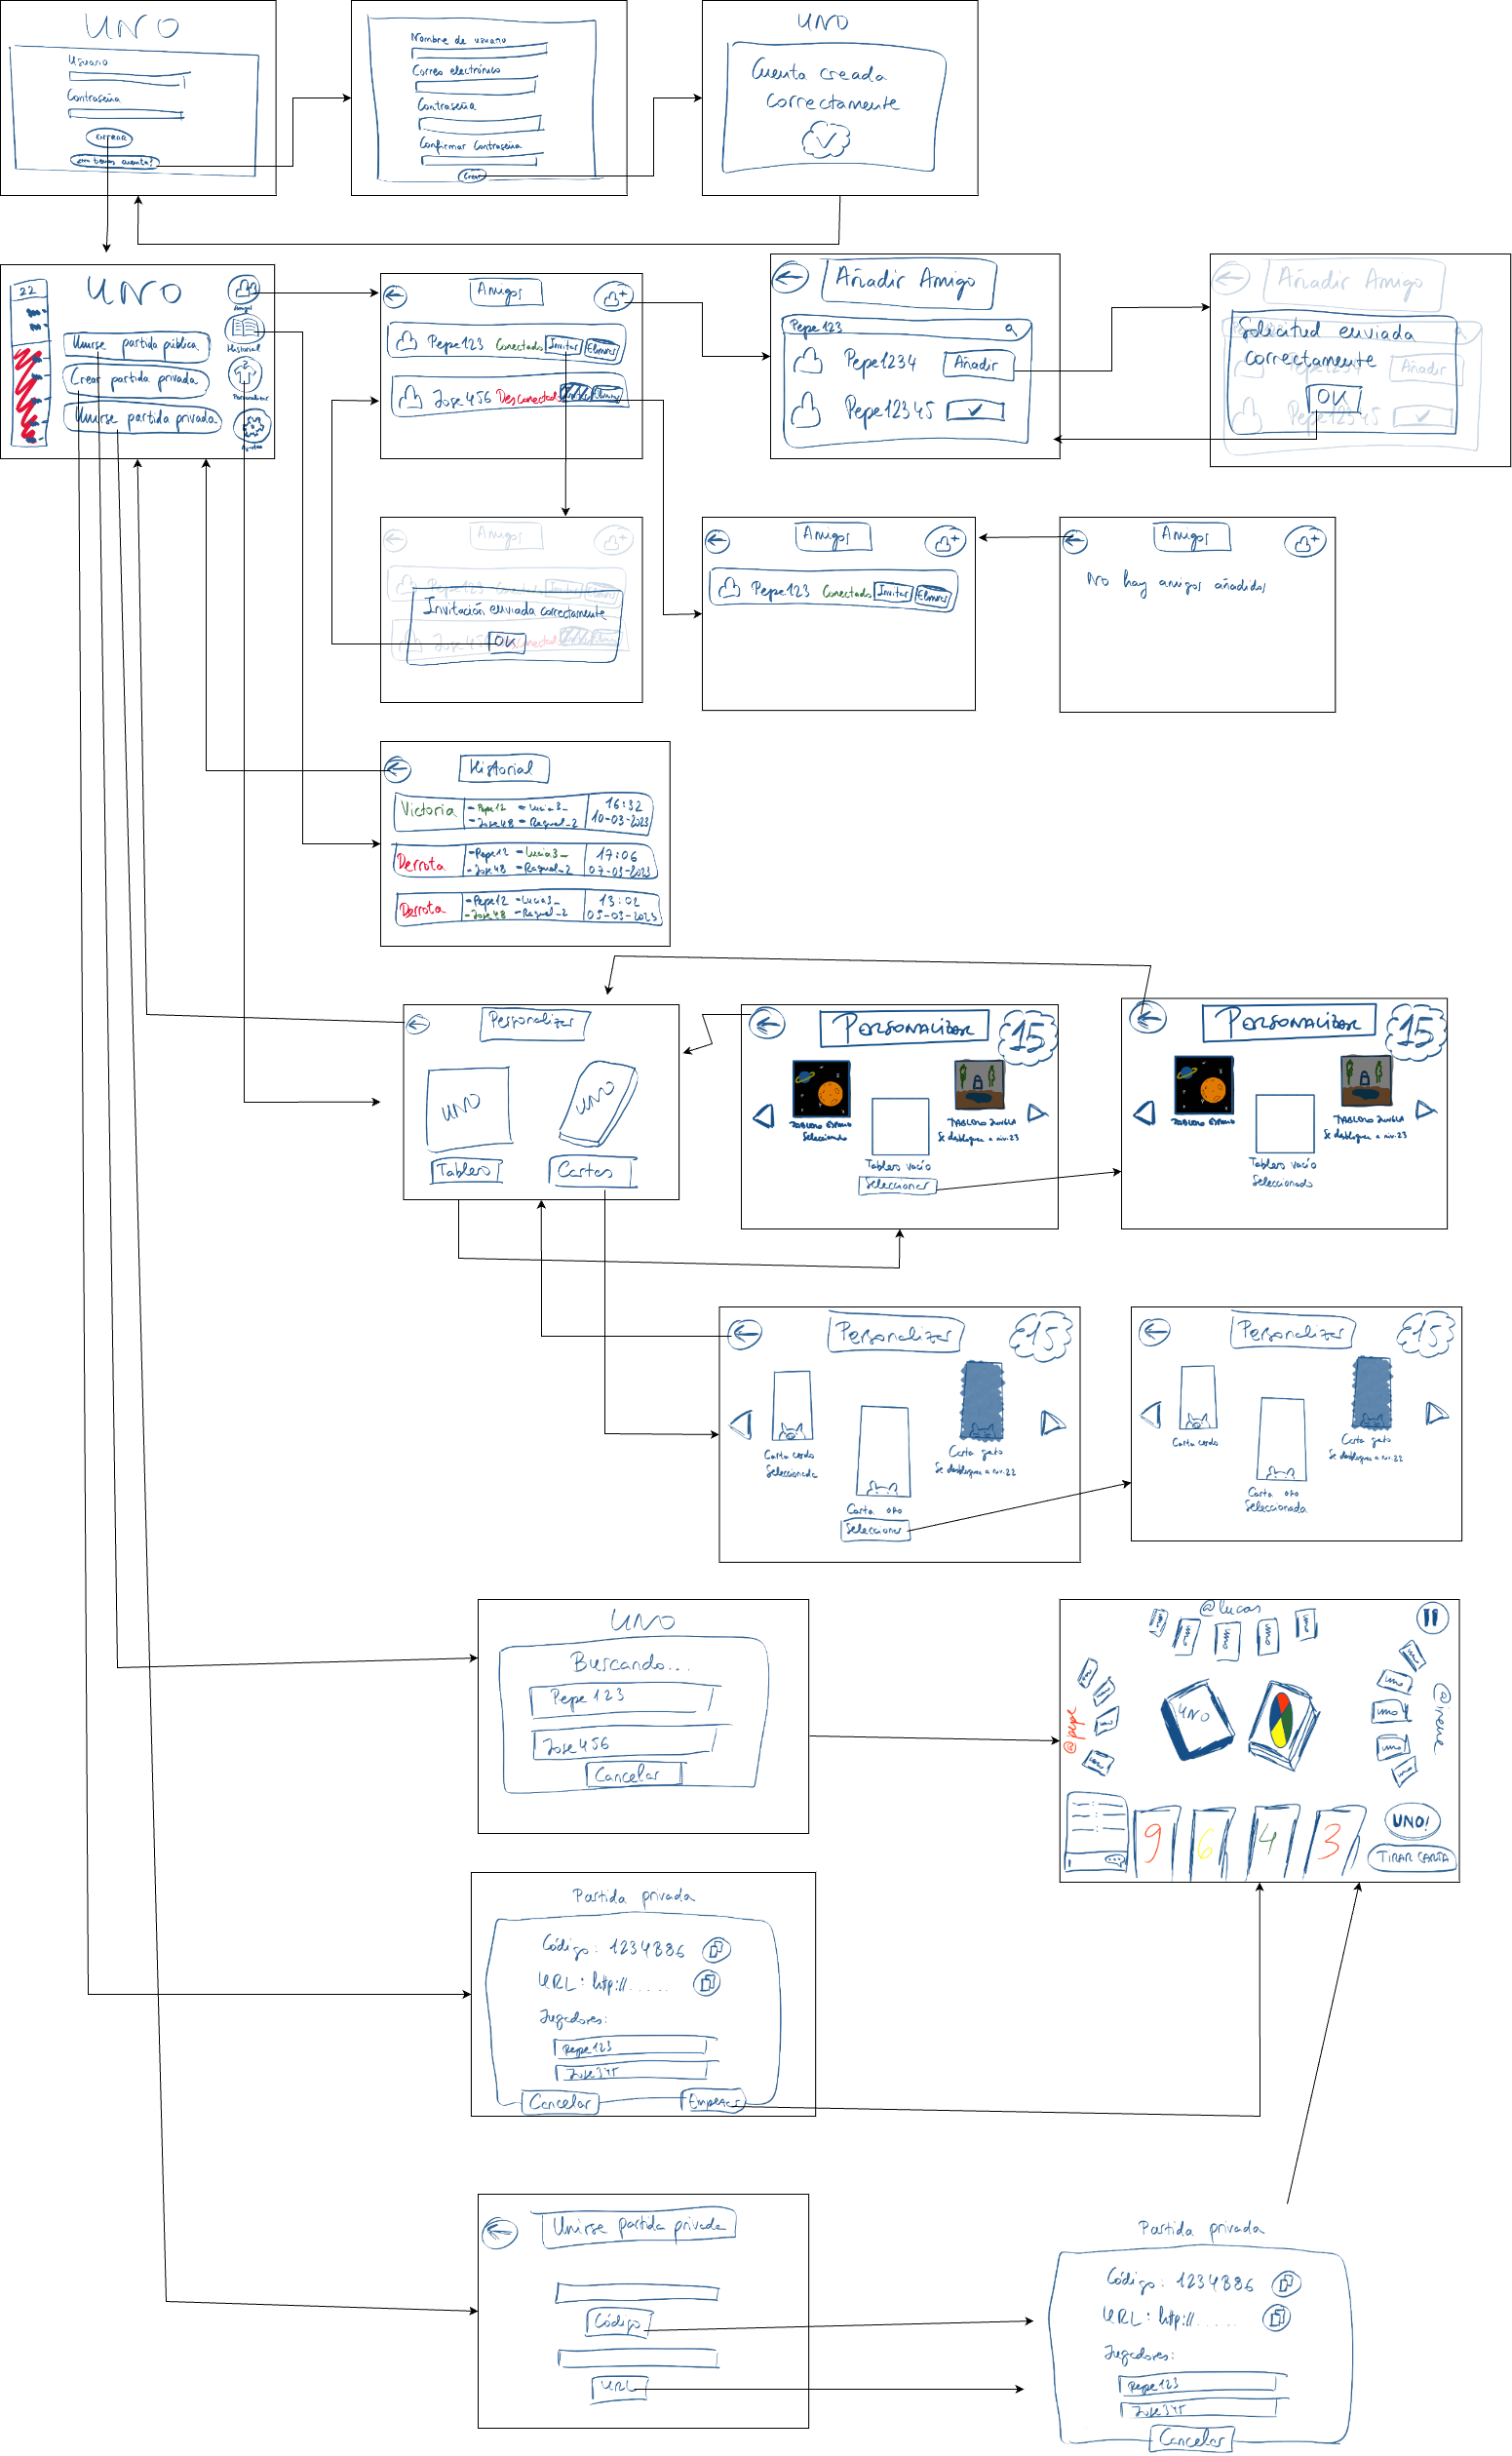 UNO
Usuario
Contraseña
ENTRAR
¿No tienes cuenta?
Nombre de usuario
Correo electrónico
Contraseña
Confirmar Contraseña
Crear
UNO
Cuenta creada
correctamente
22
UNO
Unirse partida pública
Crear partida privada
Unirse partida privada
Amigos
Historial
Personalizar
Amigos
Pepe123 Conectado Invitar Eliminar
Jose456 Desconectado
Añadir Amigo
Pepe123
Pepe1234 Añadir
Pepe12345
Añadir Amigo
Solicitud enviada
correctamente
Añadir
OK
Pepe12345
Amigos
Pepe123 Conectado Invitar Eliminar
Invitación enviada correctamente
Jose456
OK
Amigos
Pepe123 Conectado Invitar Eliminar
Amigos
No hay amigos añadidos
Historial
Victoria -Pepe12 -Lucia3_ 16:32
-Jose48 -Raquel_2 10-03-2023
Derrota -Pepe12 -Lucia3_ 17:06
-Jose48 -Raquel_2 07-03-2023
Derrota -Pepe12 -Lucia3_ 13:02
-Jose48 -Raquel_2 05-03-2023
Personalizar
UNO
UNO
Tablero
Cartas
PERSONALIZAR
15
TABLERO ESPACIO
Seleccionado
TABLERO JUNGLA
Se desbloquea a niv.23
Tablero vacío
Seleccionar
PERSONALIZAR
15
TABLERO ESPACIO
TABLERO JUNGLA
Se desbloquea a niv.23
Tablero vacío
Seleccionado
Personalizar
15
Carta cerdo
Seleccionada
Carta gato
Se desbloquea a niv.22
Carta oso
Seleccionar
Personalizar
15
Carta cerdo
Carta gato
Se desbloquea a niv.22
Carta oso
Seleccionada
UNO
Buscando...
Pepe123
Jose456
Cancelar
@lucas
@pepe
@irene
UNO
9
6
4
3
UNO!
TIRAR CARTA
Partida privada
Código: 1234886
URL: http://......
Jugadores:
Pepe123
Jose345
Cancelar
Empezar
Unirse partida privada
Código
URL
Partida privada
Código: 1234886
URL: http://......
Jugadores:
Pepe123
Jose345
Cancelar